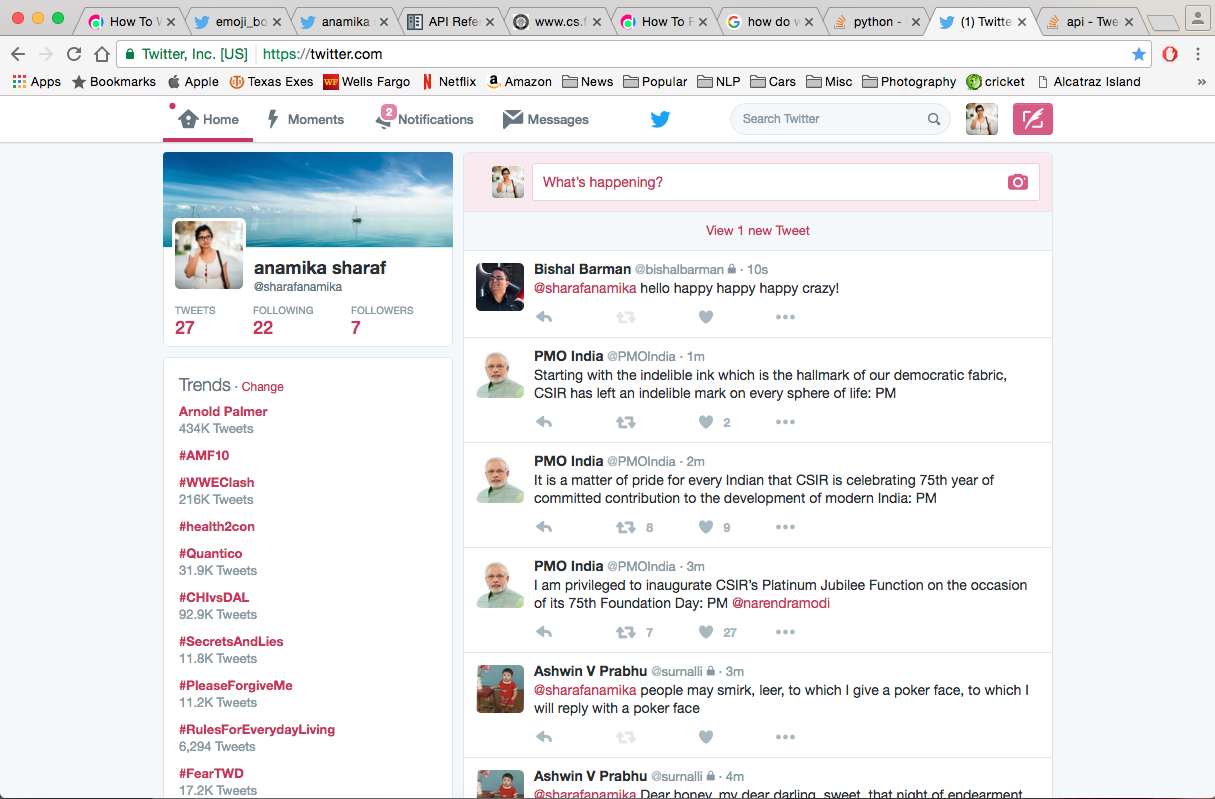 How To W
emoji_bo
anamika
API Refe
www.cs.f
How To F
how do w
python -
(1) Twitte
api - Twe
Twitter, Inc. [US] https://twitter.com
Apps Bookmarks Apple Texas Exes Wells Fargo Netflix Amazon News Popular NLP Cars Misc Photography cricket Alcatraz Island »
Home Moments 2 Notifications Messages Search Twitter
anamika sharaf
@sharafanamika
TWEETS FOLLOWING FOLLOWERS
27 22 7
Trends · Change
Arnold Palmer
434K Tweets
#AMF10
#WWEClash
216K Tweets
#health2con
#Quantico
31.9K Tweets
#CHIvsDAL
92.9K Tweets
#SecretsAndLies
11.8K Tweets
#PleaseForgiveMe
11.2K Tweets
#RulesForEverydayLiving
6,294 Tweets
#FearTWD
17.2K Tweets
What's happening?
View 1 new Tweet
Bishal Barman @bishalbarman · 10s
@sharafanamika hello happy happy happy crazy!
PMO India @PMOIndia · 1m
Starting with the indelible ink which is the hallmark of our democratic fabric,
CSIR has left an indelible mark on every sphere of life: PM
2
PMO India @PMOIndia · 2m
It is a matter of pride for every Indian that CSIR is celebrating 75th year of
committed contribution to the development of modern India: PM
8 9
PMO India @PMOIndia · 3m
I am privileged to inaugurate CSIR's Platinum Jubilee Function on the occasion
of its 75th Foundation Day: PM @narendramodi
7 27
Ashwin V Prabhu @surnalli · 3m
@sharafanamika people may smirk, leer, to which I give a poker face, to which I
will reply with a poker face
Ashwin V Prabhu @surnalli · 4m
@sharafanamika Dear honey, my dear darling, sweet, that night of endearment